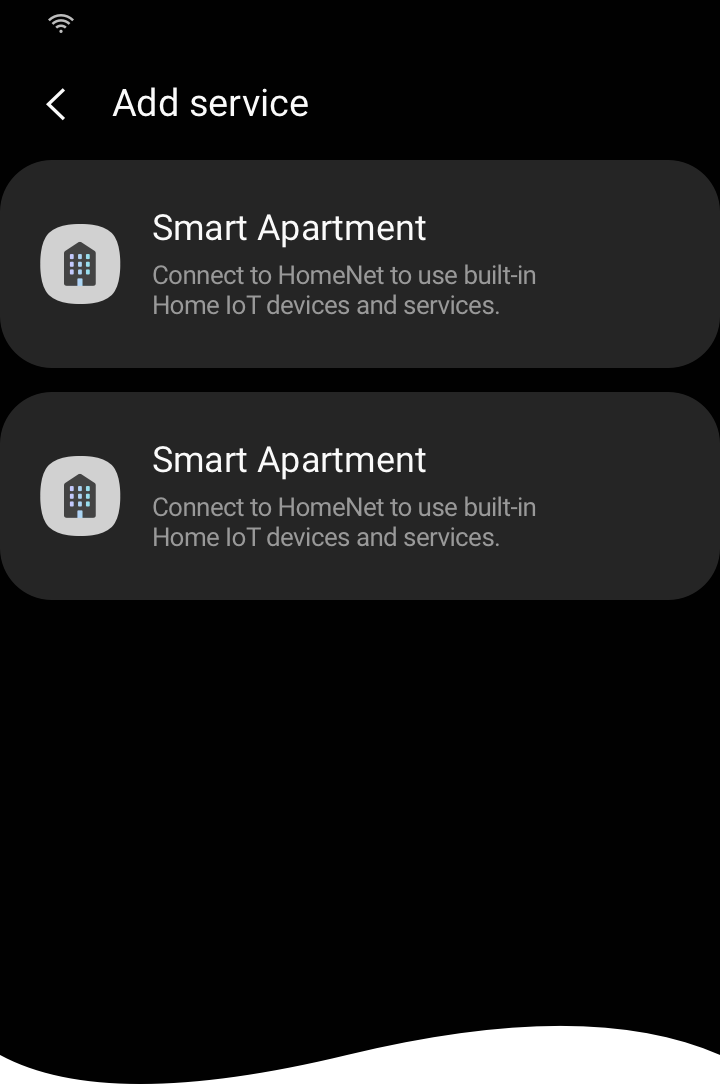 Add service
Smart Apartment
Connect to HomeNet to use built-in
Home IoT devices and services.
Smart Apartment
Connect to HomeNet to use built-in
Home IoT devices and services.